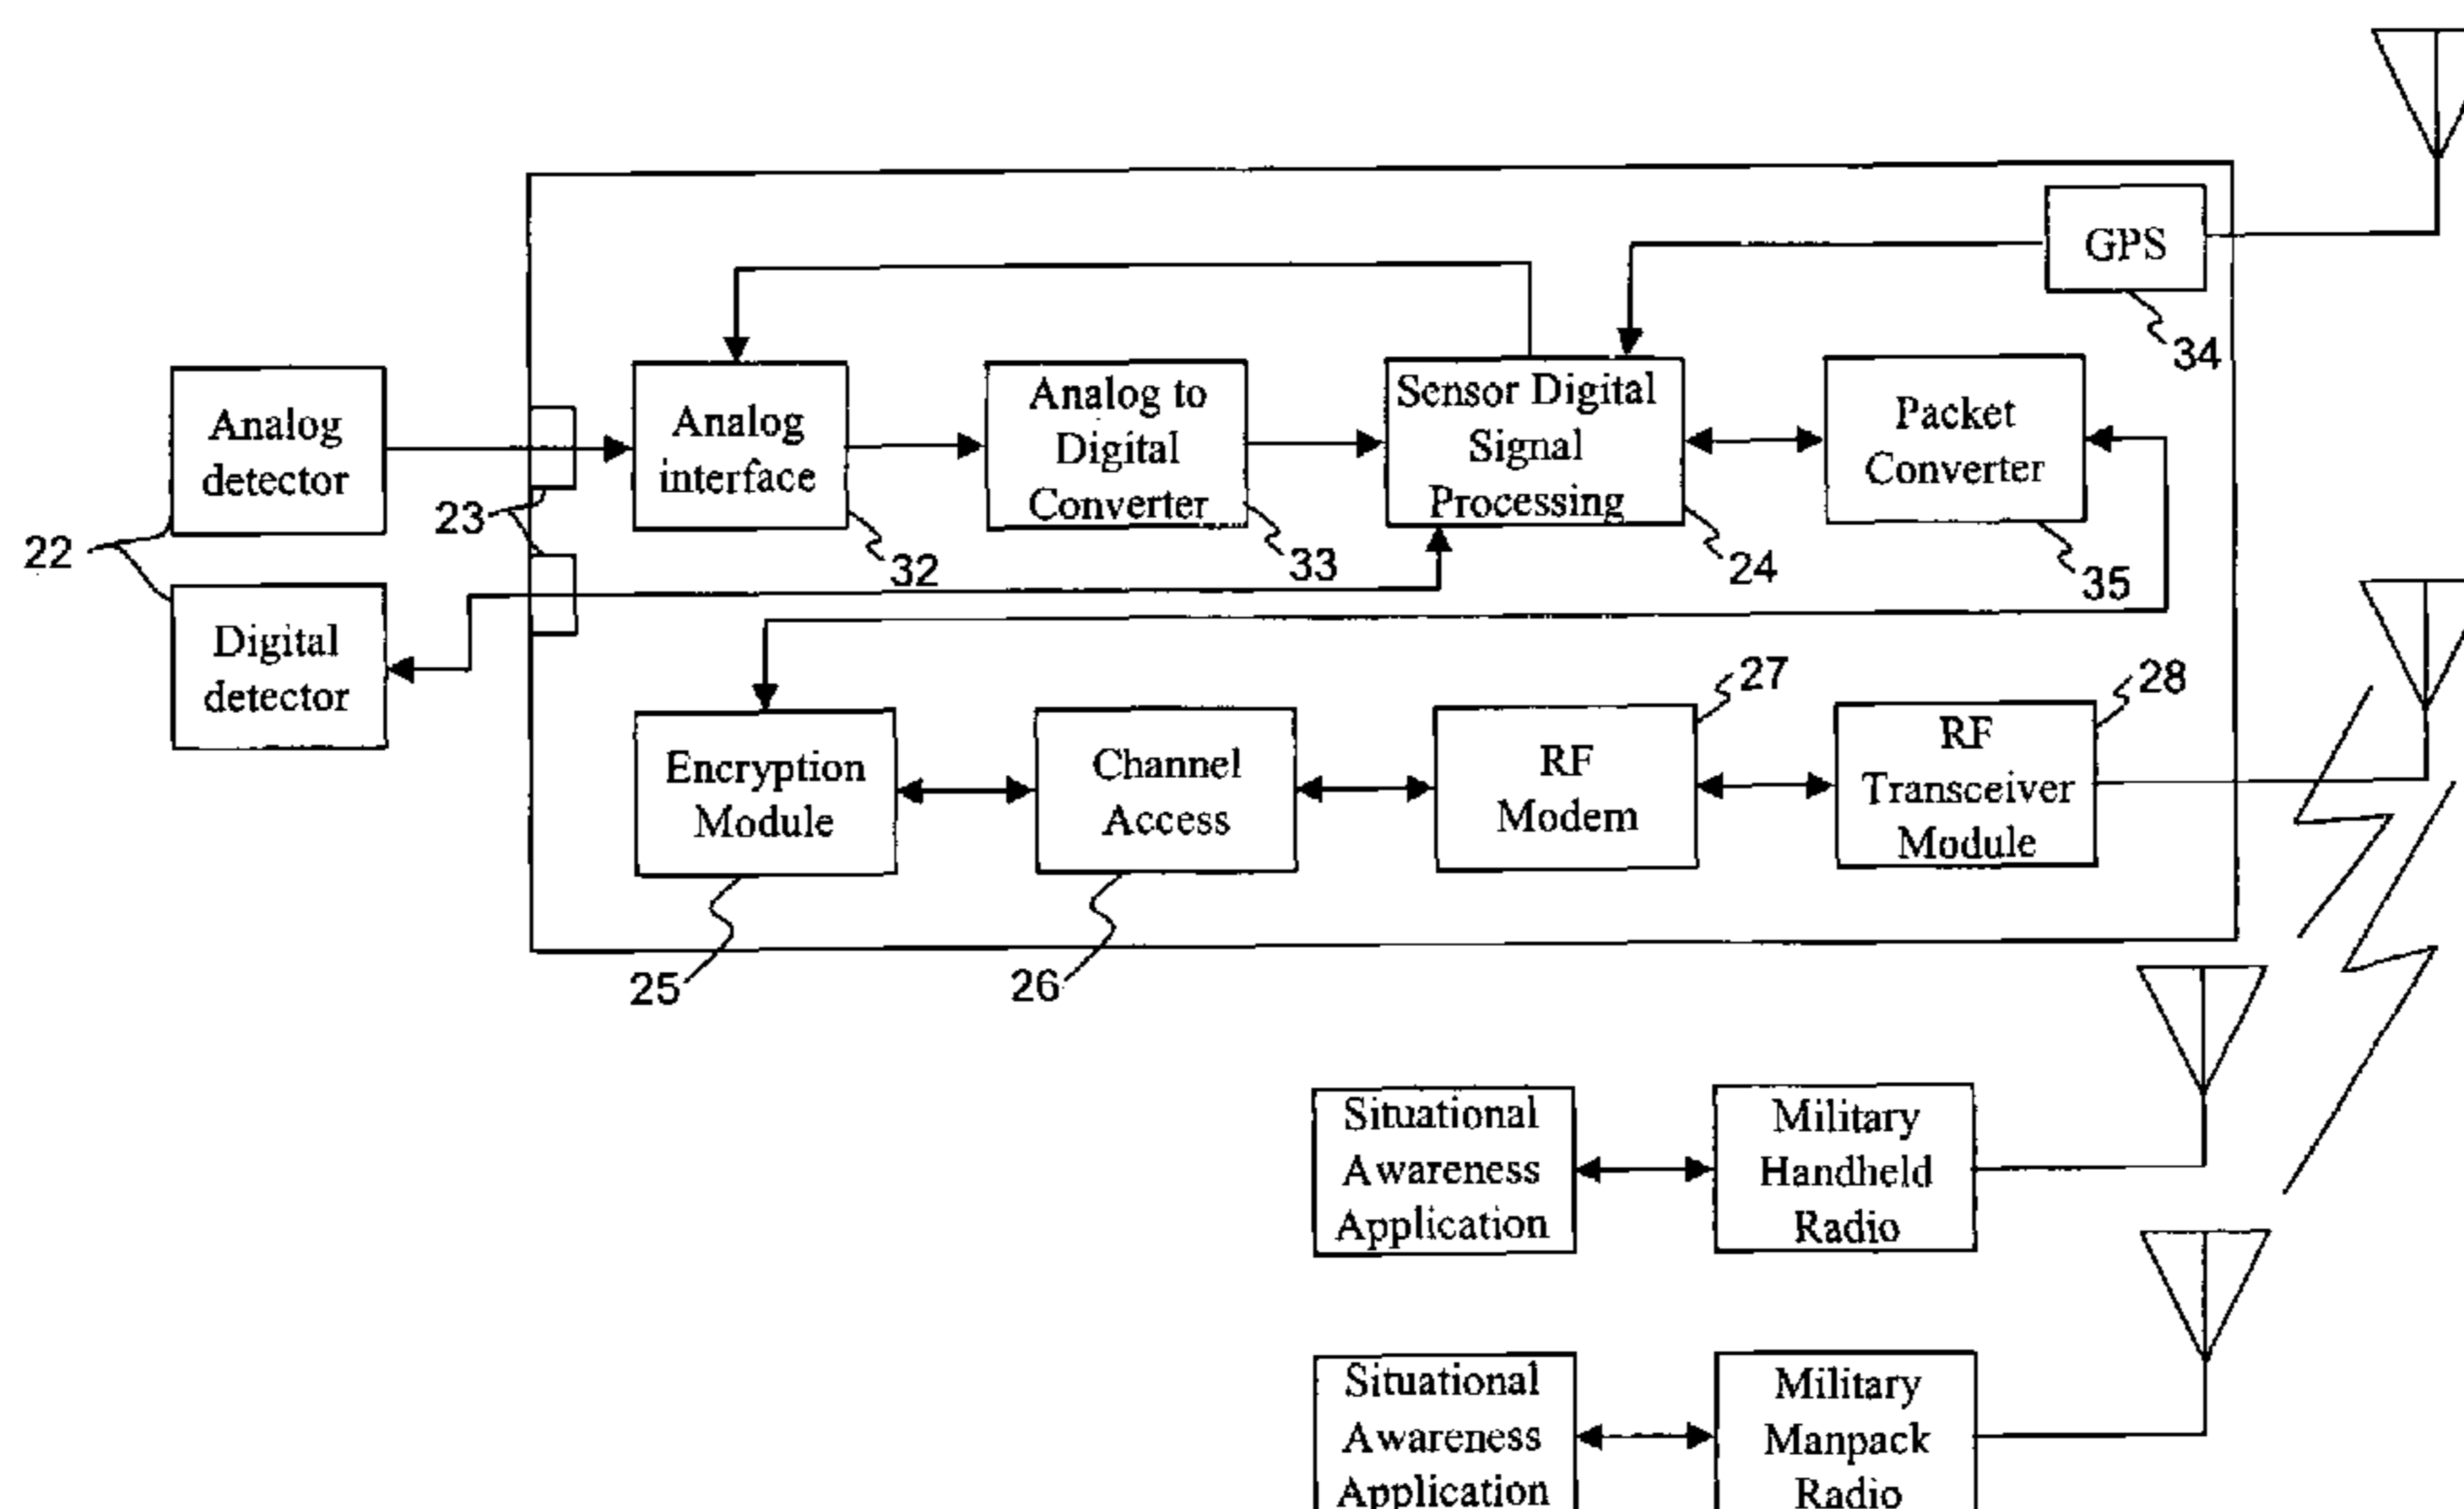 GPS
34
Analog
detector
Analog
interface
Analog to
Digital
Converter
Sensor Digital
Signal
Processing
Packet
Converter
23
22
32
33
24
35
Digital
detector
27
28
Encryption
Module
Channel
Access
RF
Modem
RF
Transceiver
Module
25
26
Situational
Awareness
Application
Military
Handheld
Radio
Situational
Awareness
Application
Military
Manpack
Radio